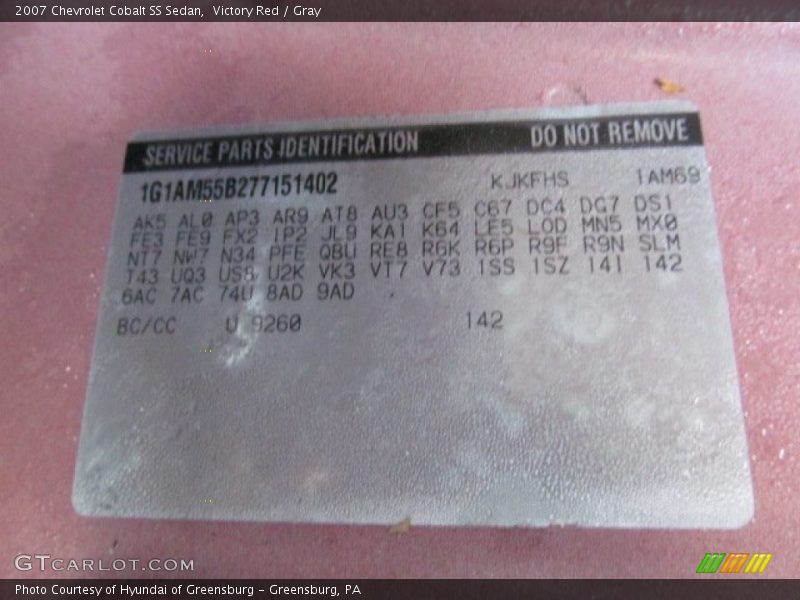 2007 Chevrolet Cobalt SS Sedan,  Victory Red / Gray
SERVICE PARTS IDENTIFICATION DO NOT REMOVE
1G1AM55B277151402 KJKFHS 1AM69
AK5 AL0 AP3 AR9 AT8 AU3 CF5 C67 DC4 DG7 DS1
FE3 FE9 FX2 IP2 JL9 KA1 K64 LE5 LOD MN5 MX0
NT7 NW7 N34 PFE QBU RE8 R6K R6P R9F R9N SLM
T43 UQ3 US8 U2K VK3 VT7 V73 1SS 1SZ 14I 142
6AC 7AC 74U 8AD 9AD
BC/CC U 9260 142
GTCARLOT.COM
Photo Courtesy of Hyundai of Greensburg - Greensburg, PA